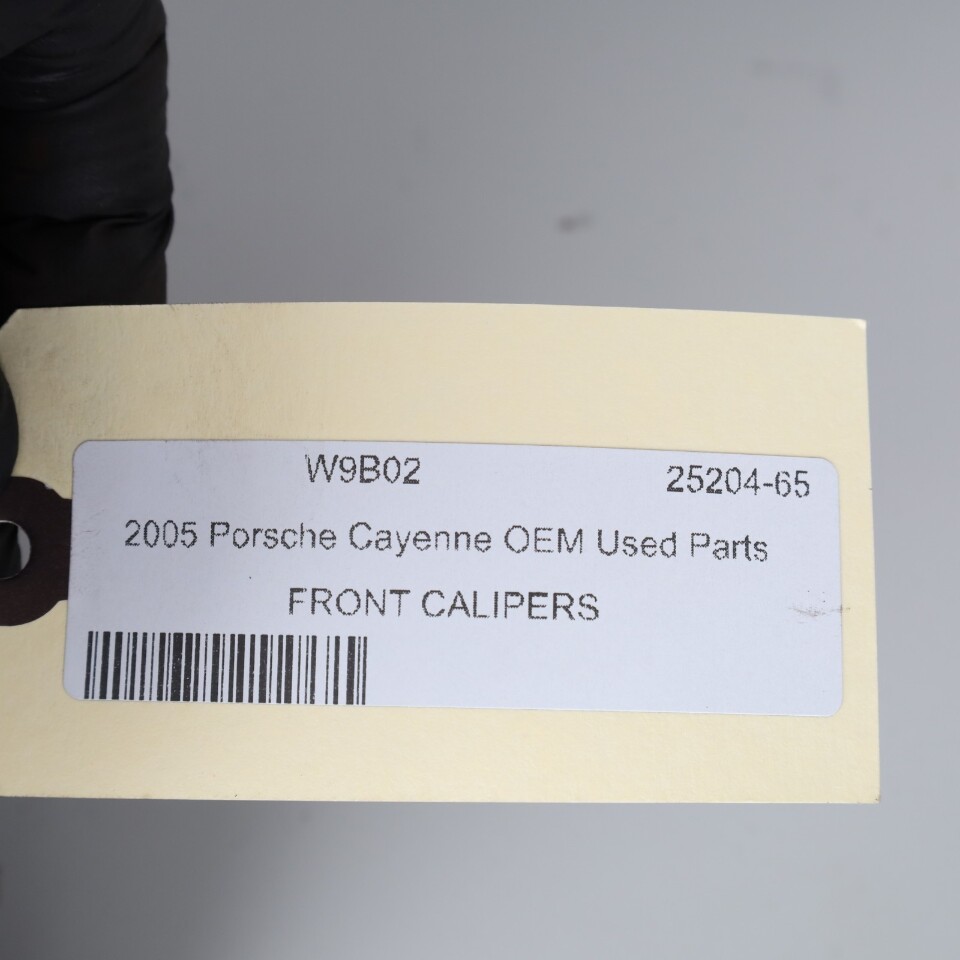 W9B02 25204-65
2005 Porsche Cayenne OEM Used Parts
FRONT CALIPERS